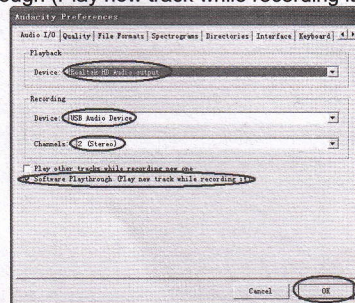 ough (Play new track while recording it
Audacity Preferences
Audio I/O Quality File Formats Spectrograms Directories Interface Keyboard
Playback
Device: Realtek HD Audio output
Recording
Device: USB Audio Device
Channels: 2 (Stereo)
Play other tracks while recording new one
Software Playthrough (Play new track while recording it)
Cancel OK